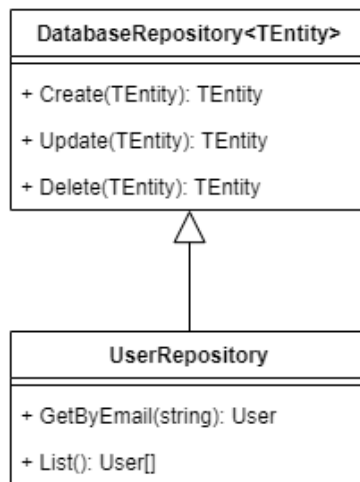 DatabaseRepository<TEntity>
+ Create(TEntity): TEntity
+ Update(TEntity): TEntity
+ Delete(TEntity): TEntity
UserRepository
+ GetByEmail(string): User
+ List(): User[]